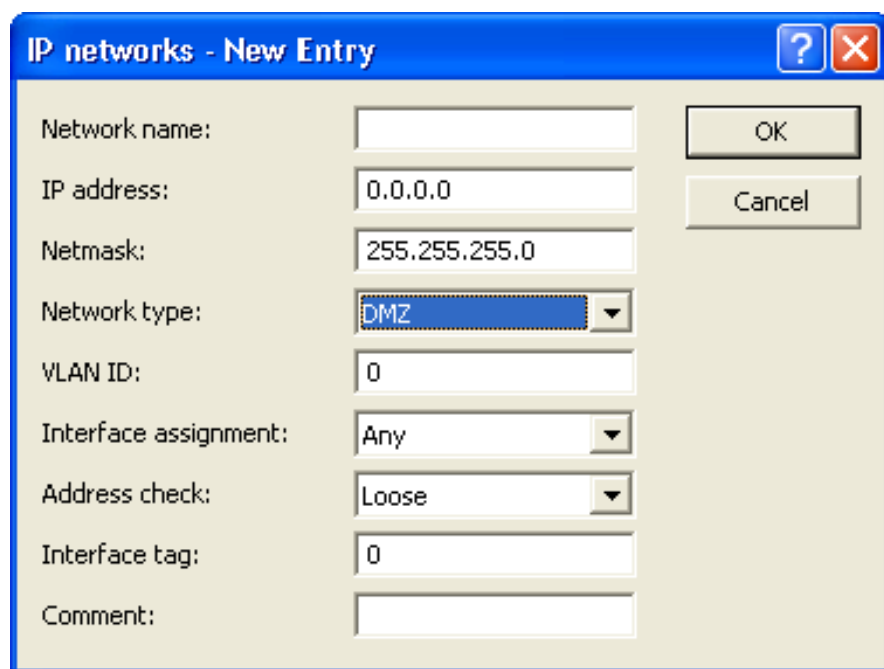 IP networks - New Entry
Network name:
OK
IP address: 0.0.0.0
Cancel
Netmask: 255.255.255.0
Network type: DMZ
VLAN ID: 0
Interface assignment: Any
Address check: Loose
Interface tag: 0
Comment: